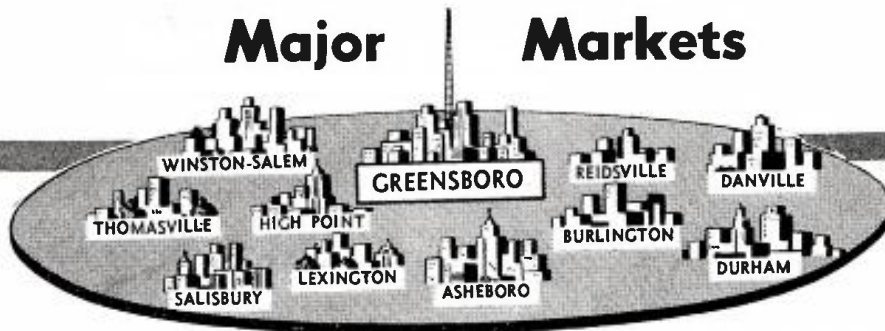 Major Markets
WINSTON-SALEM
GREENSBORO
REIDSVILLE
DANVILLE
THOMASVILLE
HIGH POINT
BURLINGTON
SALISBURY
LEXINGTON
ASHEBORO
DURHAM